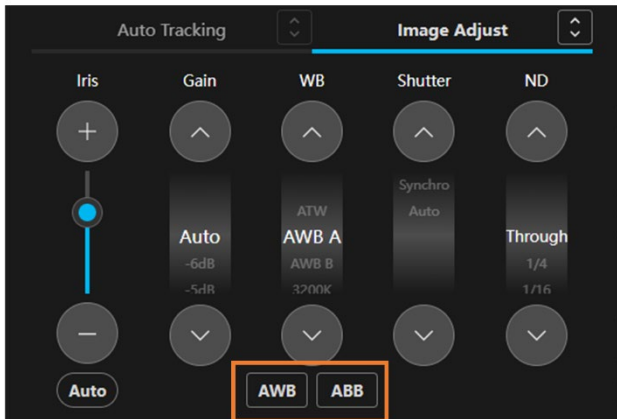 Auto Tracking Image Adjust
Iris Gain WB Shutter ND
Synchro
ATW Auto
Auto AWB A Through
-6dB AWB B 1/4
-5dB 3200K 1/16
Auto AWB ABB